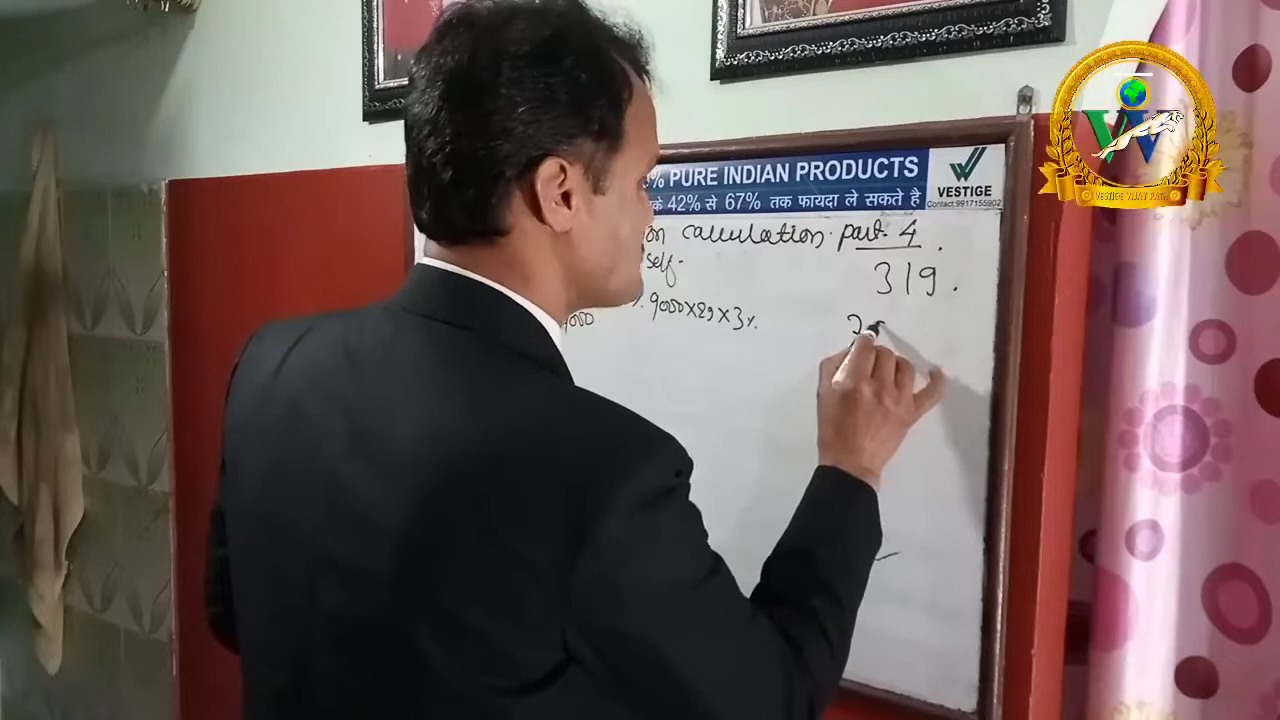 % PURE INDIAN PRODUCTS
42% से 67% तक फायदा ले सकते है
VESTIGE
Contact:9917155902
on calculation. part- 4.
self-
319.
9000×29×3%.
VESTIGE VIJAY PATH